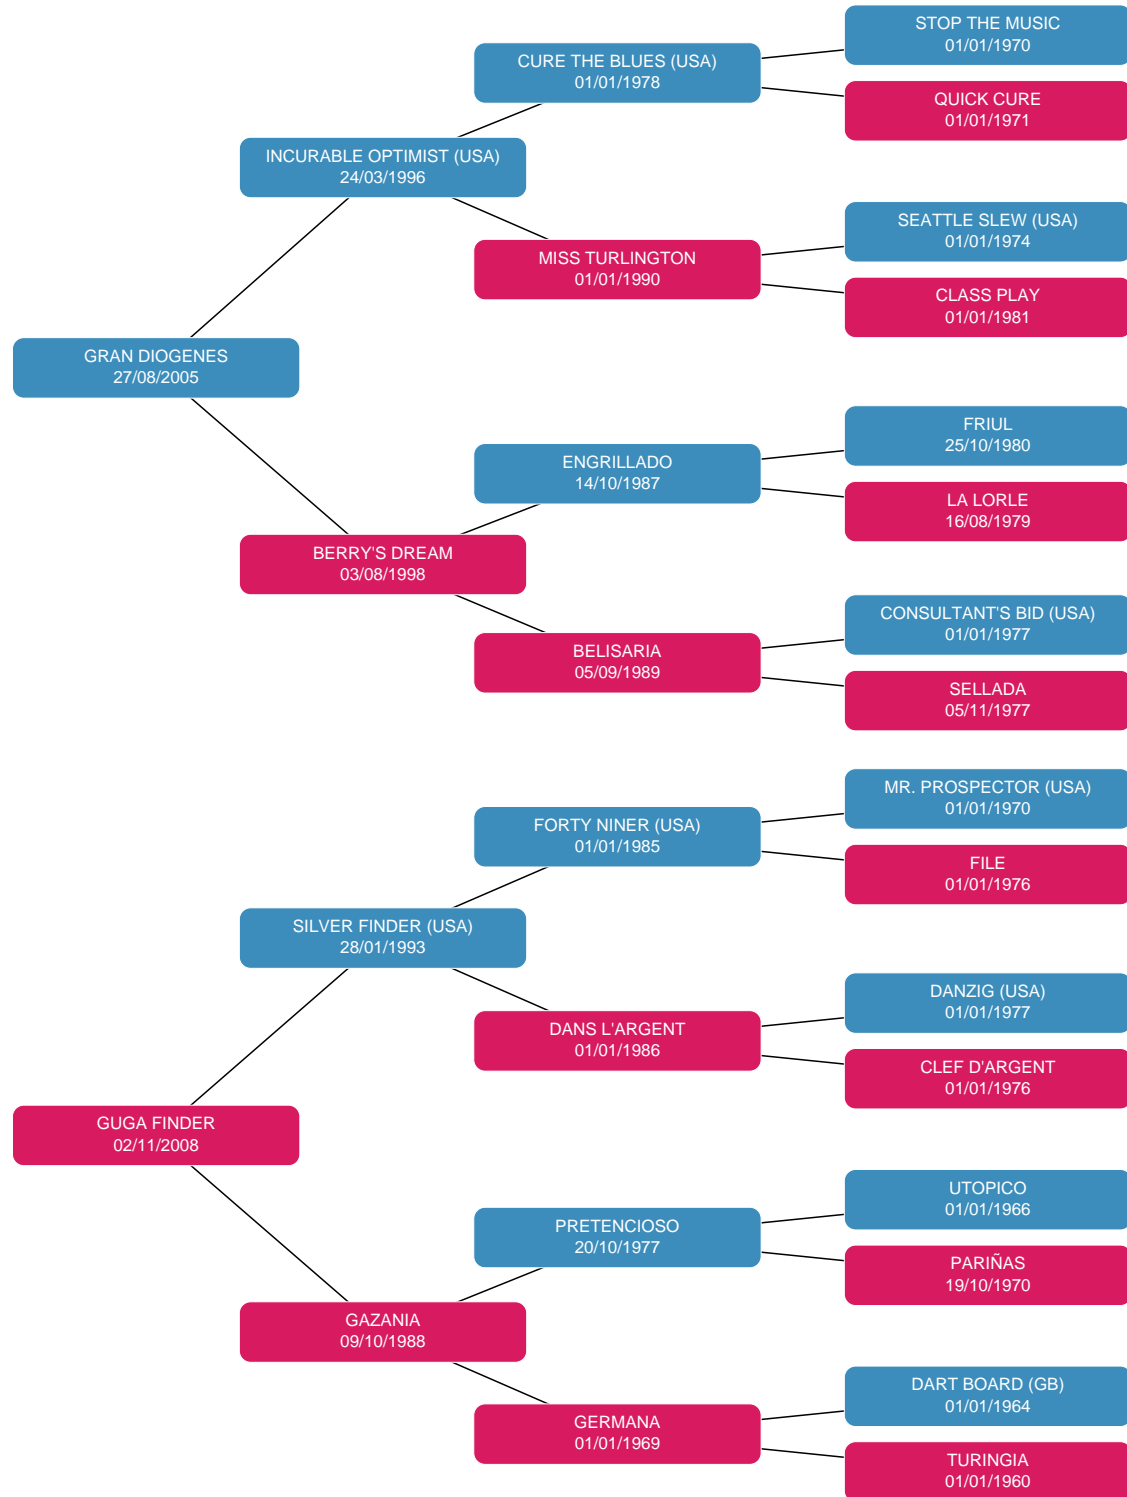 STOP THE MUSIC
01/01/1970
CURE THE BLUES (USA)
01/01/1978
QUICK CURE
01/01/1971
INCURABLE OPTIMIST (USA)
24/03/1996
SEATTLE SLEW (USA)
01/01/1974
MISS TURLINGTON
01/01/1990
CLASS PLAY
01/01/1981
GRAN DIOGENES
27/08/2005
FRIUL
25/10/1980
ENGRILLADO
14/10/1987
LA LORLE
16/08/1979
BERRY'S DREAM
03/08/1998
CONSULTANT'S BID (USA)
01/01/1977
BELISARIA
05/09/1989
SELLADA
05/11/1977
MR. PROSPECTOR (USA)
01/01/1970
FORTY NINER (USA)
01/01/1985
FILE
01/01/1976
SILVER FINDER (USA)
28/01/1993
DANZIG (USA)
01/01/1977
DANS L'ARGENT
01/01/1986
CLEF D'ARGENT
01/01/1976
GUGA FINDER
02/11/2008
UTOPICO
01/01/1966
PRETENCIOSO
20/10/1977
PARIÑAS
19/10/1970
GAZANIA
09/10/1988
DART BOARD (GB)
01/01/1964
GERMANA
01/01/1969
TURINGIA
01/01/1960